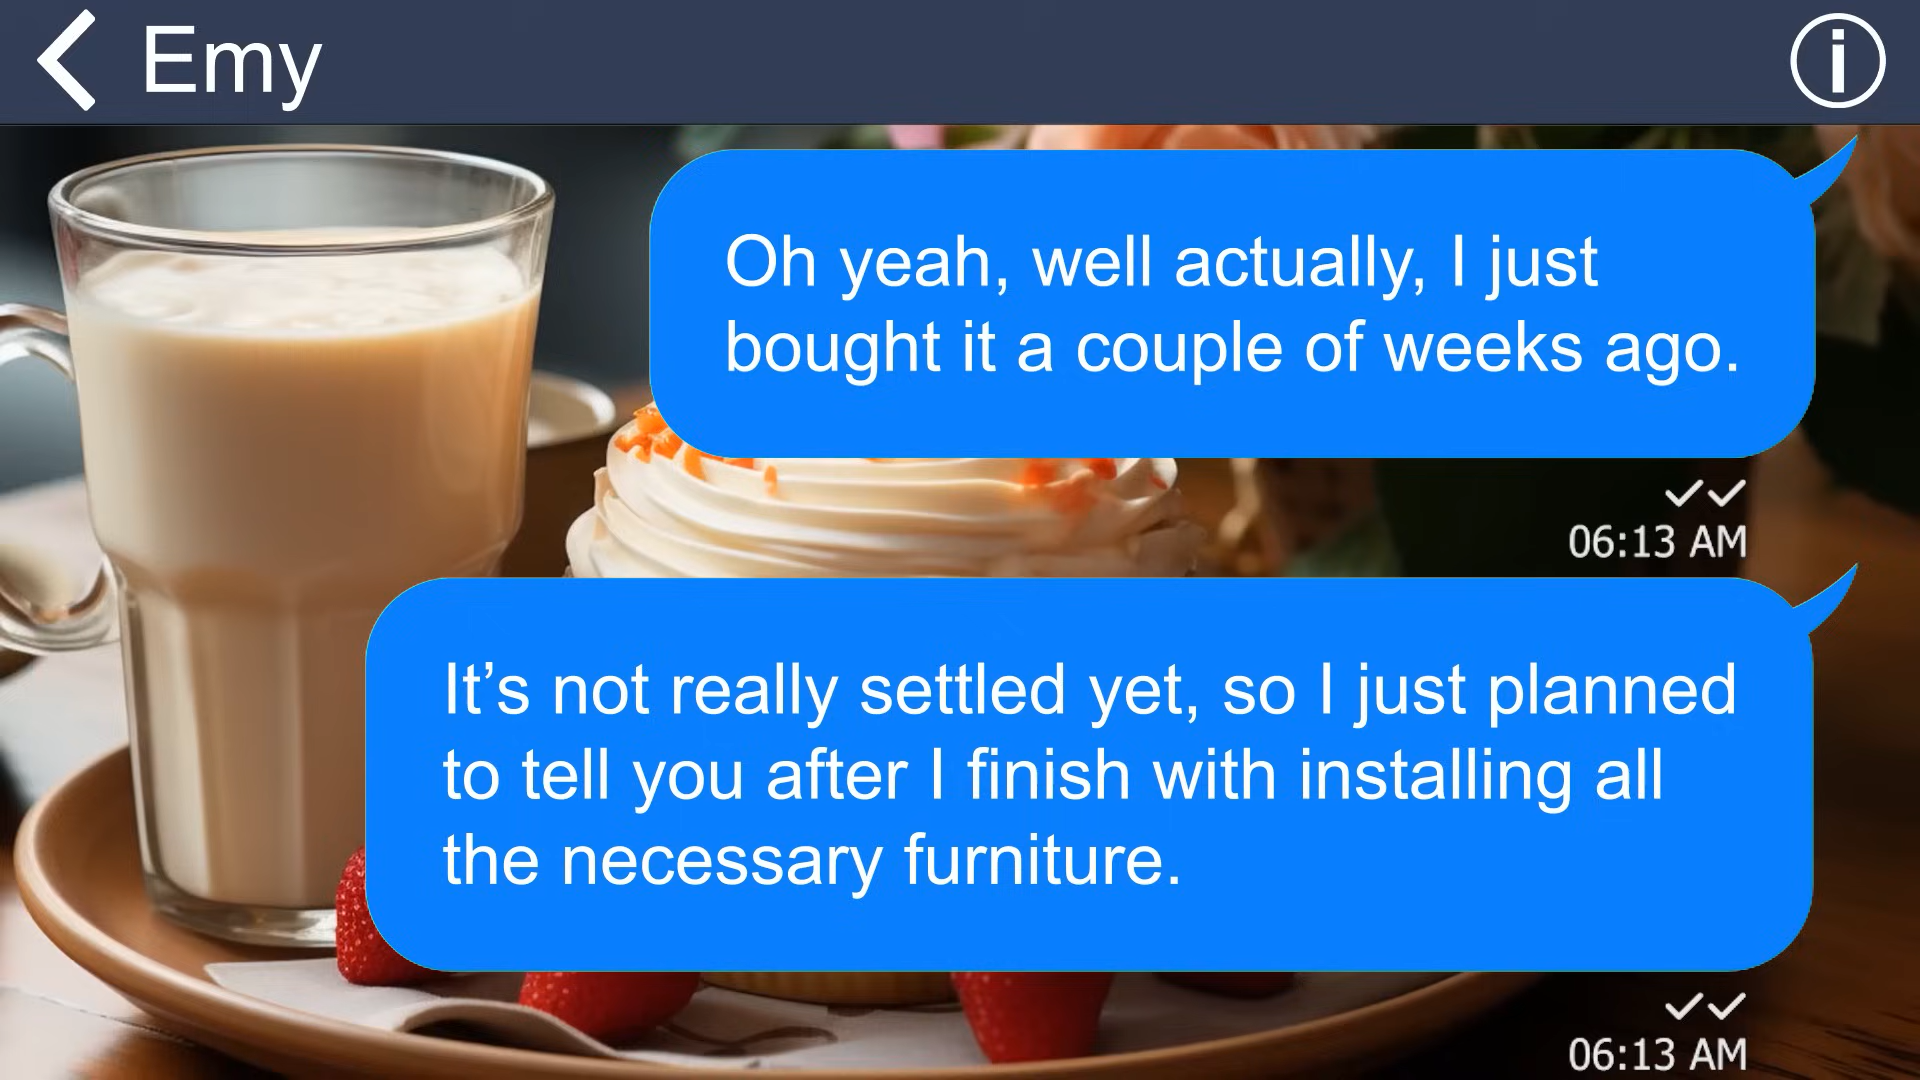 Emy
Oh yeah, well actually, I just
bought it a couple of weeks ago.
06:13 AM
It’s not really settled yet, so I just planned
to tell you after I finish with installing all
the necessary furniture.
06:13 AM